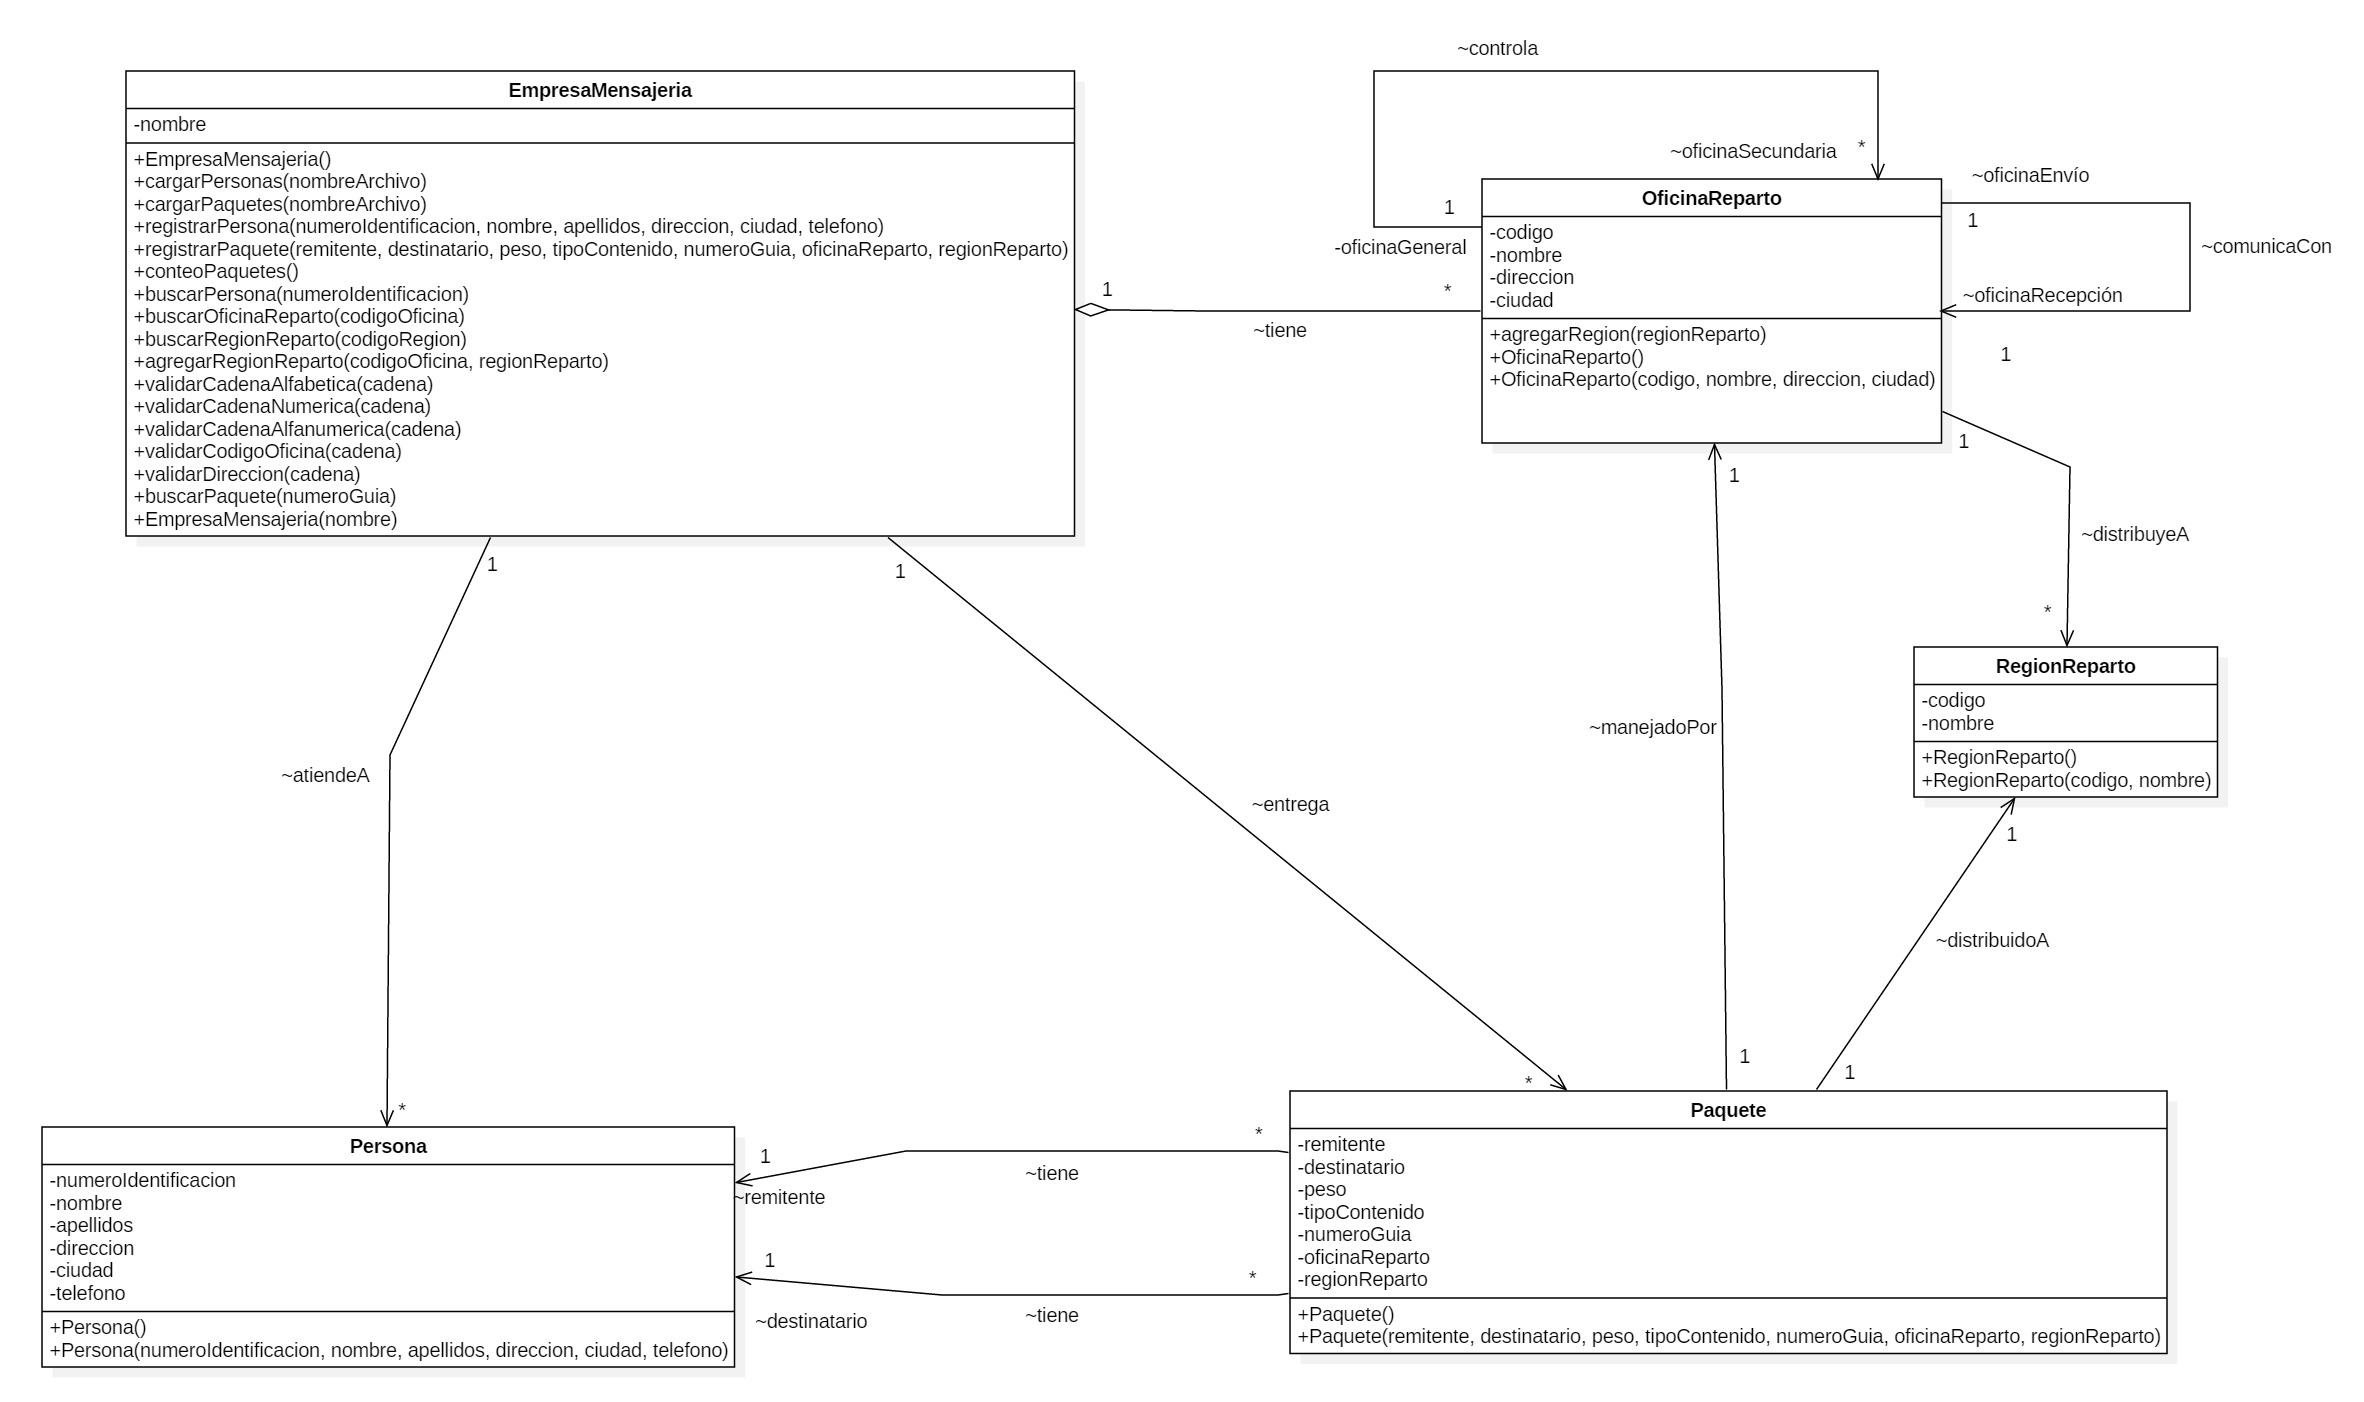 ~controla
EmpresaMensajeria
-nombre
+EmpresaMensajeria()
+cargarPersonas(nombreArchivo)
+cargarPaquetes(nombreArchivo)
+registrarPersona(numeroIdentificacion, nombre, apellidos, direccion, ciudad, telefono)
+registrarPaquete(remitente, destinatario, peso, tipoContenido, numeroGuia, oficinaReparto, regionReparto)
+conteoPaquetes()
+buscarPersona(numeroIdentificacion)
+buscarOficinaReparto(codigoOficina)
+buscarRegionReparto(codigoRegion)
+agregarRegionReparto(codigoOficina, regionReparto)
+validarCadenaAlfabetica(cadena)
+validarCadenaNumerica(cadena)
+validarCadenaAlfanumerica(cadena)
+validarCodigoOficina(cadena)
+validarDireccion(cadena)
+buscarPaquete(numeroGuia)
+EmpresaMensajeria(nombre)
~oficinaSecundaria
*
1
-oficinaGeneral
1
*
~tiene
OficinaReparto
-codigo
-nombre
-direccion
-ciudad
+agregarRegion(regionReparto)
+OficinaReparto()
+OficinaReparto(codigo, nombre, direccion, ciudad)
~oficinaEnvío
1
~comunicaCon
~oficinaRecepción
1
1
1
~distribuyeA
*
1
1
RegionReparto
-codigo
-nombre
+RegionReparto()
+RegionReparto(codigo, nombre)
~manejadoPor
~atiendeA
~entrega
1
~distribuidoA
1
1
*
*
Persona
-numeroIdentificacion
-nombre
-apellidos
-direccion
-ciudad
-telefono
+Persona()
+Persona(numeroIdentificacion, nombre, apellidos, direccion, ciudad, telefono)
1
*
~tiene
~remitente
1
*
~tiene
~destinatario
Paquete
-remitente
-destinatario
-peso
-tipoContenido
-numeroGuia
-oficinaReparto
-regionReparto
+Paquete()
+Paquete(remitente, destinatario, peso, tipoContenido, numeroGuia, oficinaReparto, regionReparto)